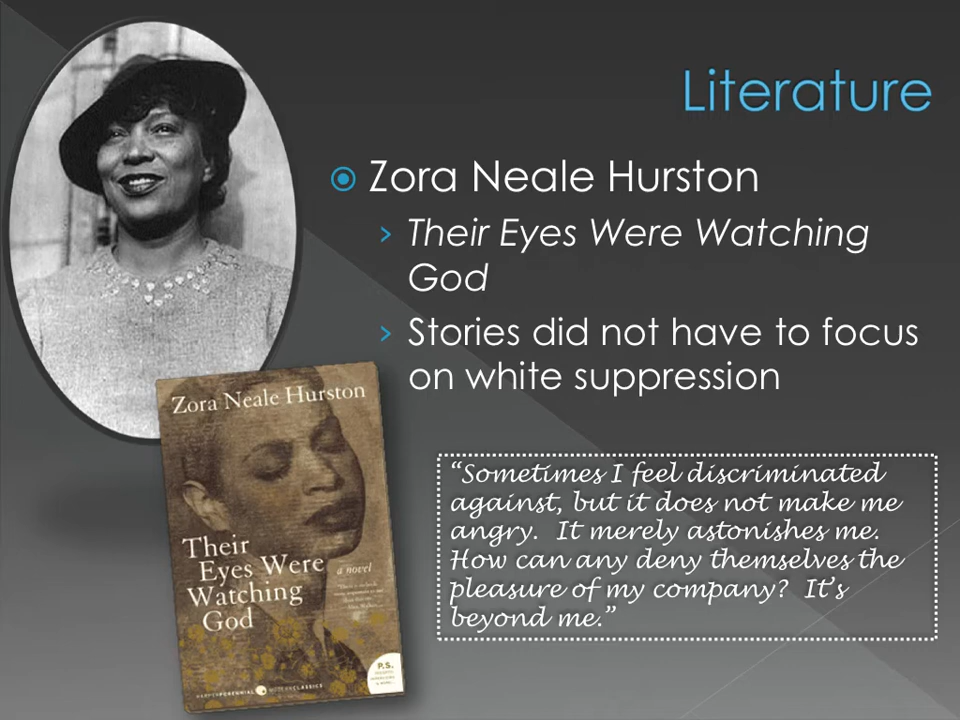 Literature
Zora Neale Hurston
Their Eyes Were Watching
God
Stories did not have to focus
on white suppression
Zora Neale Hurston
Their
Eyes Were
Watching
God
a novel
P.S.
HARPERPERENNIAL MODERNCLASSICS
“Sometimes I feel discriminated
against, but it does not make me
angry. It merely astonishes me.
How can any deny themselves the
pleasure of my company? It’s
beyond me.”